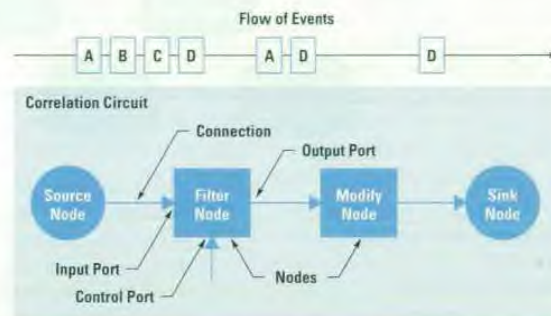 Flow of Events
A B C D A D D
Correlation Circuit
Connection
Output Port
Source Node
Filter Node
Modify Node
Sink Node
Input Port
Nodes
Control Port